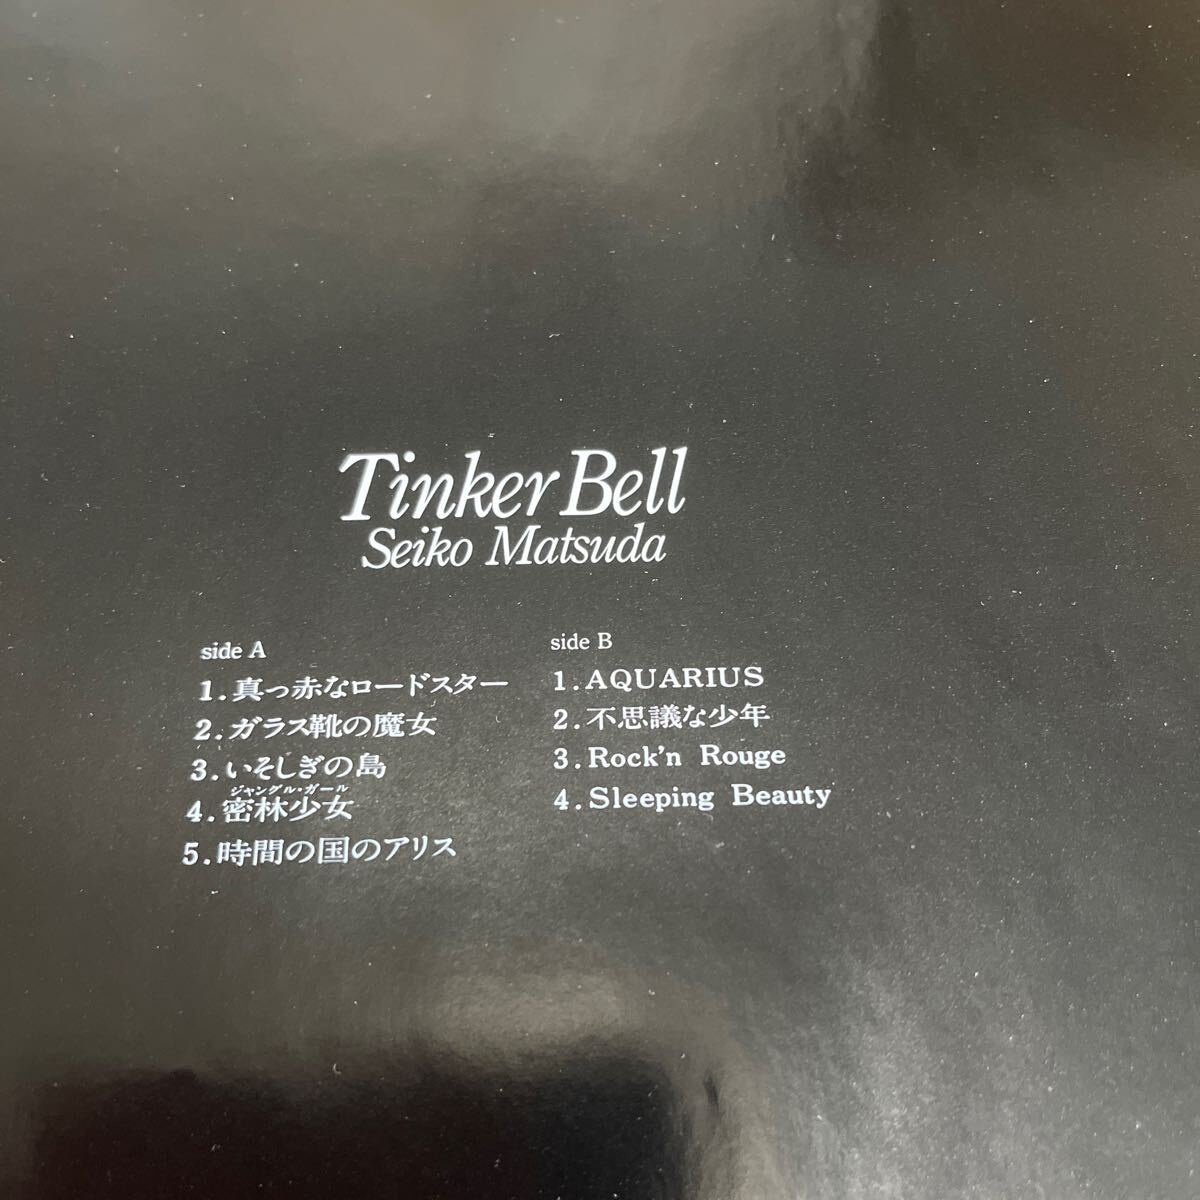 Tinker Bell
Seiko Matsuda
side A
1.真っ赤なロードスター
2.ガラス靴の魔女
3.いそしぎの島
ジャングル・ガール
4.密林少女
5.時間の国のアリス
side B
1.AQUARIUS
2.不思議な少年
3.Rock'n Rouge
4.Sleeping Beauty